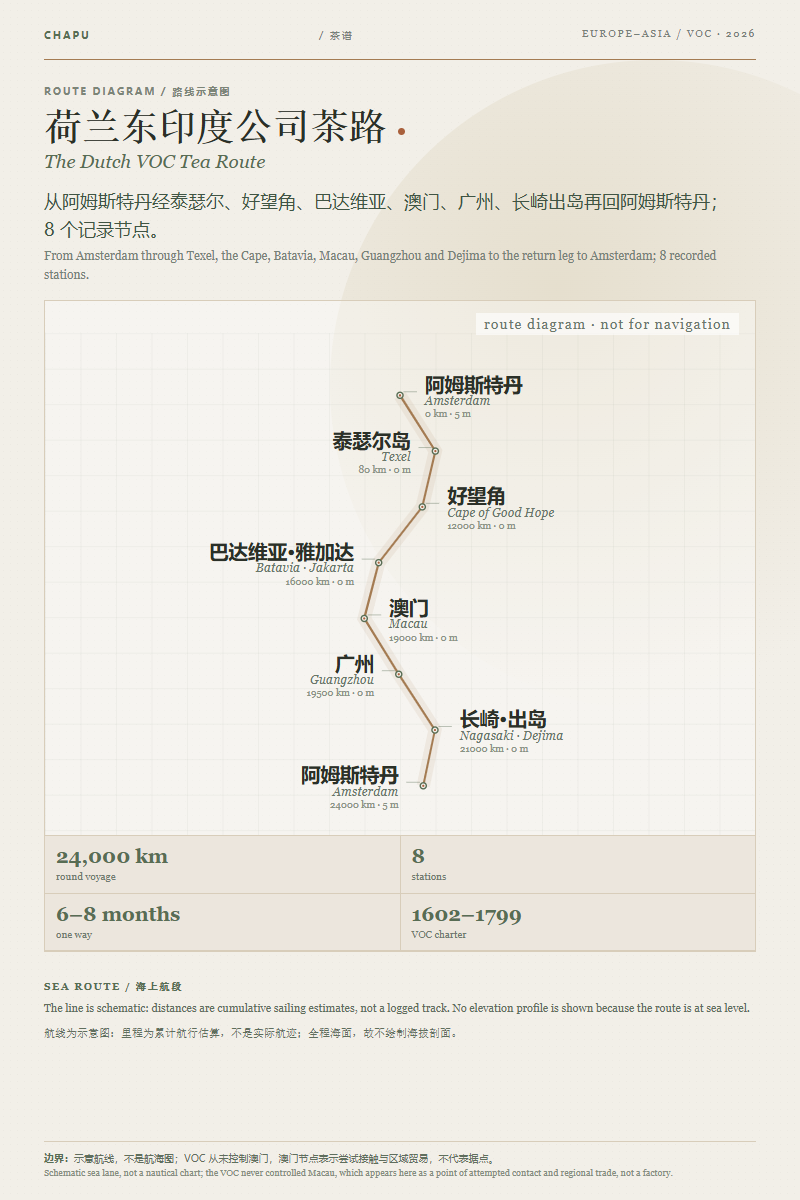 CHAPU
/ 茶谱
EUROPE–ASIA / VOC · 2026
ROUTE DIAGRAM / 路线示意图
荷兰东印度公司茶路
The Dutch VOC Tea Route
从阿姆斯特丹经泰瑟尔、好望角、巴达维亚、澳门、广州、长崎出岛再回阿姆斯特丹；
8 个记录节点。
From Amsterdam through Texel, the Cape, Batavia, Macau, Guangzhou and Dejima to the return leg to Amsterdam; 8 recorded
stations.
route diagram · not for navigation
阿姆斯特丹
Amsterdam
0 km · 5 m
泰瑟尔岛
Texel
80 km · 0 m
好望角
Cape of Good Hope
12000 km · 0 m
巴达维亚·雅加达
Batavia · Jakarta
16000 km · 0 m
澳门
Macau
19000 km · 0 m
广州
Guangzhou
19500 km · 0 m
长崎·出岛
Nagasaki · Dejima
21000 km · 0 m
阿姆斯特丹
Amsterdam
24000 km · 5 m
24,000 km
round voyage
8
stations
6–8 months
one way
1602–1799
VOC charter
SEA ROUTE / 海上航段
The line is schematic: distances are cumulative sailing estimates, not a logged track. No elevation profile is shown because the route is at sea level.
航线为示意图：里程为累计航行估算，不是实际航迹；全程海面，故不绘制海拔剖面。
边界：示意航线，不是航海图；VOC 从未控制澳门，澳门节点表示尝试接触与区域贸易，不代表据点。
Schematic sea lane, not a nautical chart; the VOC never controlled Macau, which appears here as a point of attempted contact and regional trade, not a factory.